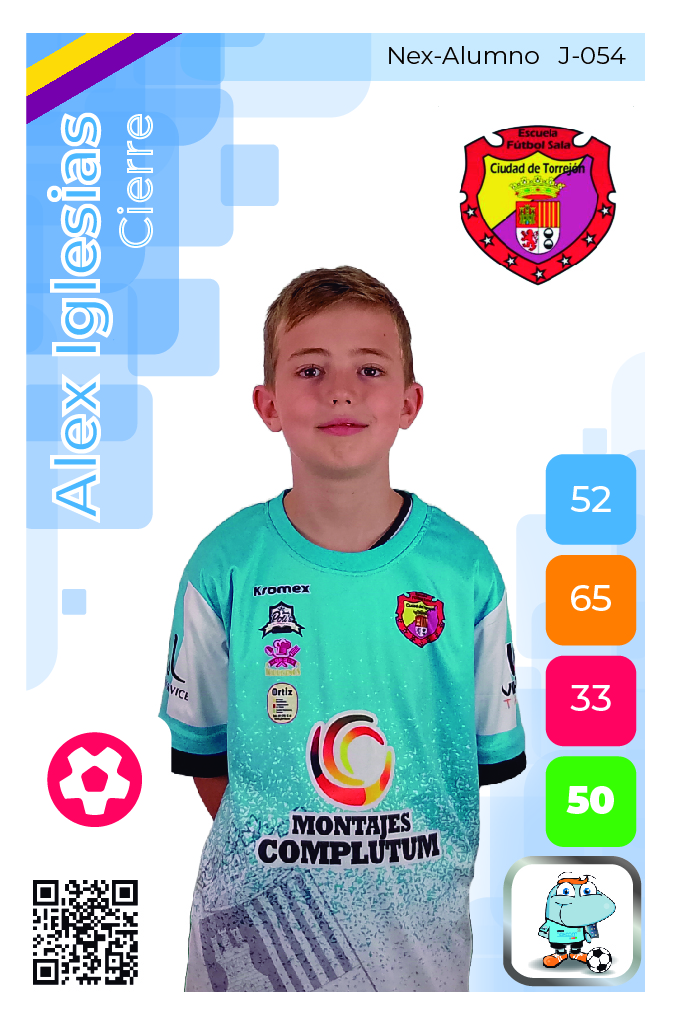 Nex-Alumno J-054
Alex Iglesias
Cierre
Escuela
Fútbol Sala
Ciudad de Torrejón
52
65
33
50
Kromex
Ortiz
MONTAJES
COMPLUTUM